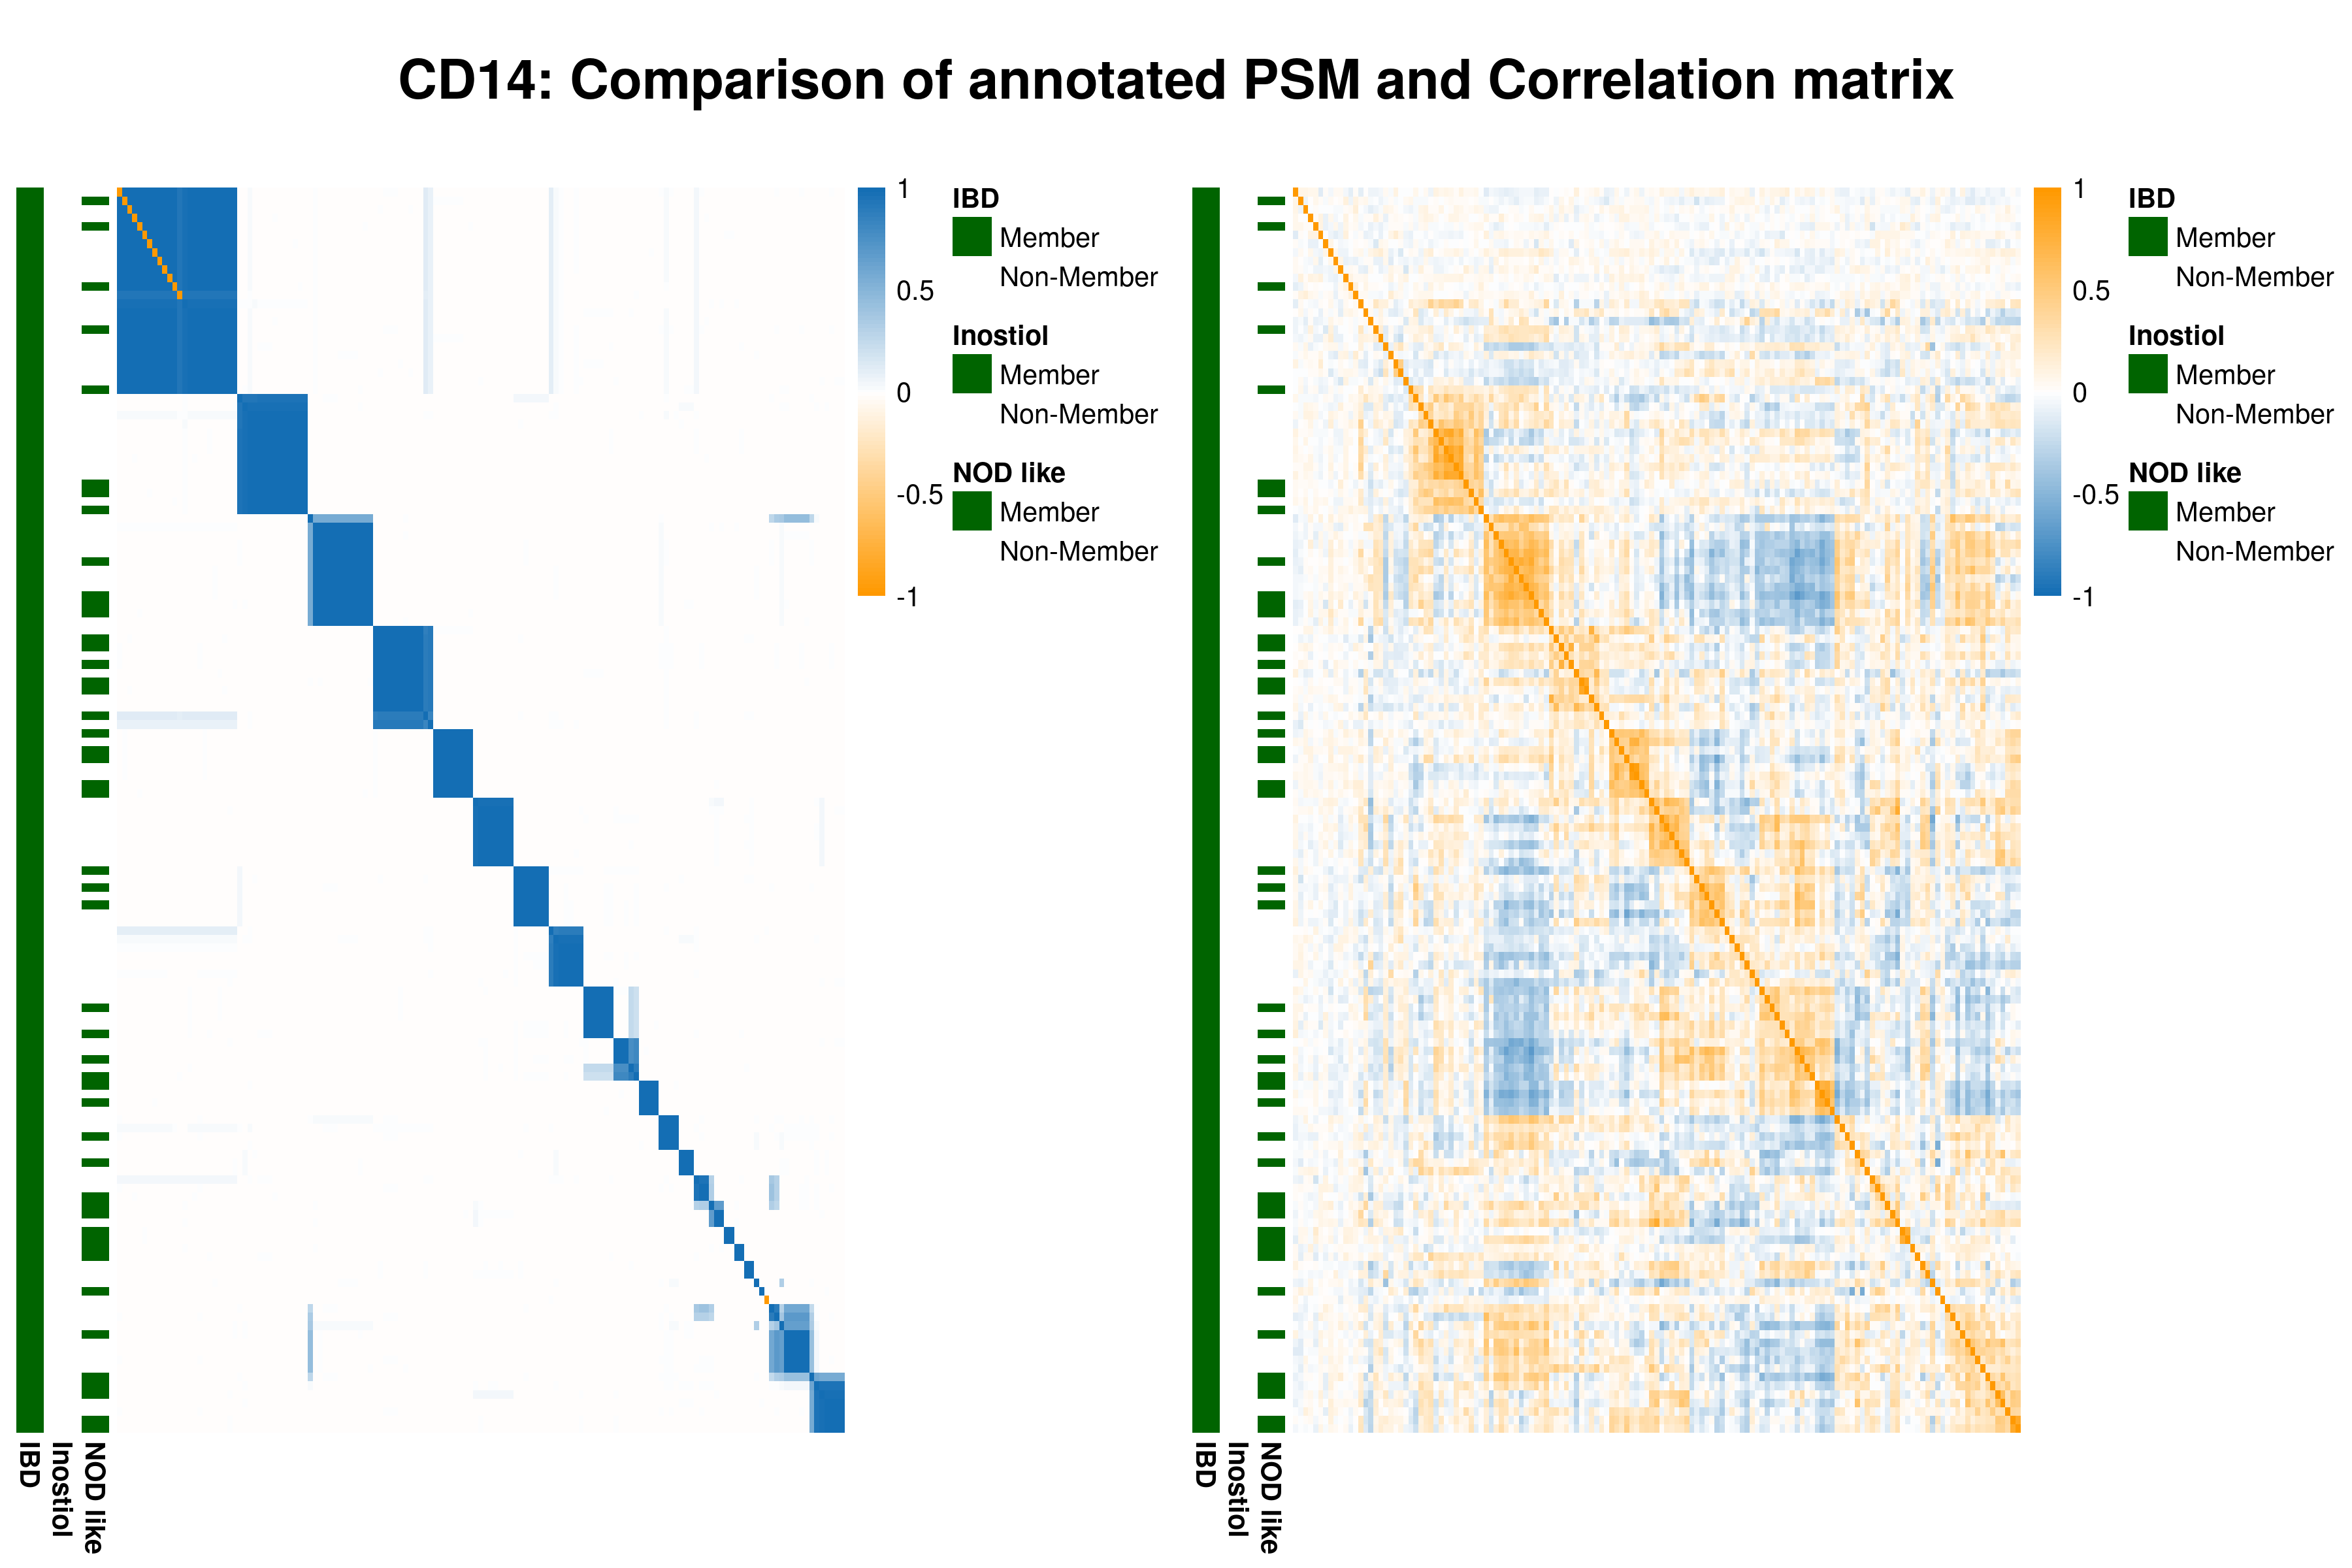 CD14: Comparison of annotated PSM and Correlation matrix
1
0.5
0
-0.5
-1
IBD
Member
Non-Member
Inostiol
Member
Non-Member
NOD like
Member
Non-Member
IBD
Inostiol
NOD like
1
0.5
0
-0.5
-1
IBD
Member
Non-Member
Inostiol
Member
Non-Member
NOD like
Member
Non-Member
IBD
Inostiol
NOD like